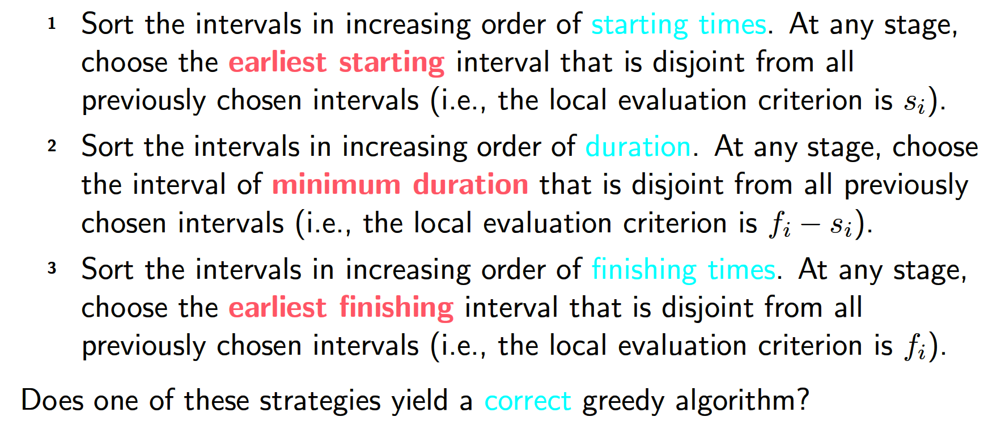 1 Sort the intervals in increasing order of starting times. At any stage,
choose the earliest starting interval that is disjoint from all
previously chosen intervals (i.e., the local evaluation criterion is sᵢ).
2 Sort the intervals in increasing order of duration. At any stage, choose
the interval of minimum duration that is disjoint from all previously
chosen intervals (i.e., the local evaluation criterion is fᵢ − sᵢ).
3 Sort the intervals in increasing order of finishing times. At any stage,
choose the earliest finishing interval that is disjoint from all
previously chosen intervals (i.e., the local evaluation criterion is fᵢ).
Does one of these strategies yield a correct greedy algorithm?